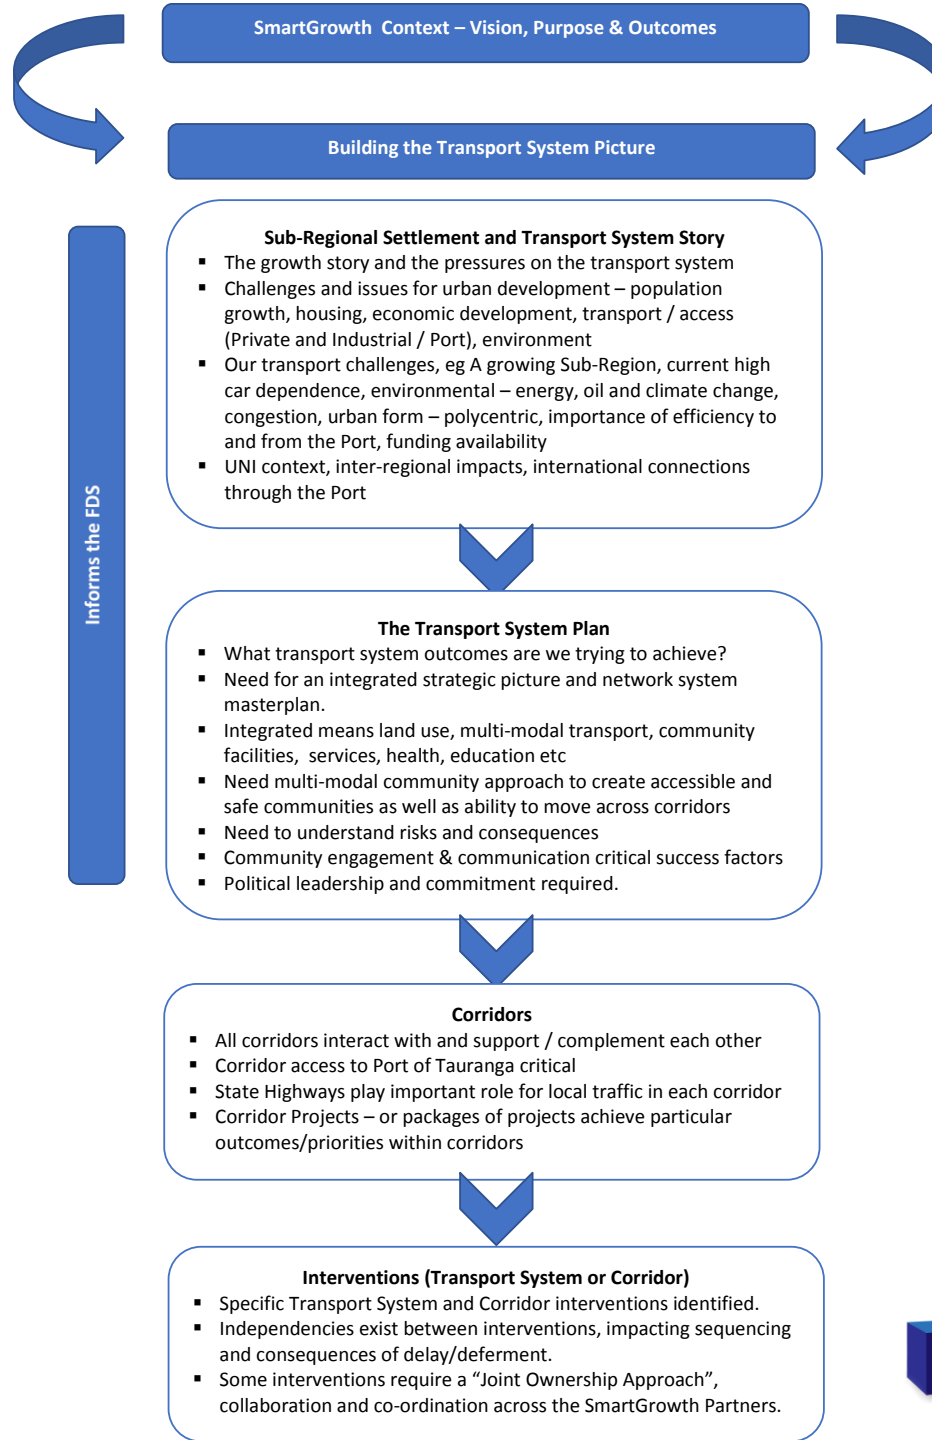 SmartGrowth Context – Vision, Purpose & Outcomes
Building the Transport System Picture
Informs the FDS
Sub-Regional Settlement and Transport System Story
▪ The growth story and the pressures on the transport system
▪ Challenges and issues for urban development – population
growth, housing, economic development, transport / access
(Private and Industrial / Port), environment
▪ Our transport challenges, eg A growing Sub-Region, current high
car dependence, environmental – energy, oil and climate change,
congestion, urban form – polycentric, importance of efficiency to
and from the Port, funding availability
▪ UNI context, inter-regional impacts, international connections
through the Port
The Transport System Plan
▪ What transport system outcomes are we trying to achieve?
▪ Need for an integrated strategic picture and network system
masterplan.
▪ Integrated means land use, multi-modal transport, community
facilities, services, health, education etc
▪ Need multi-modal community approach to create accessible and
safe communities as well as ability to move across corridors
▪ Need to understand risks and consequences
▪ Community engagement & communication critical success factors
▪ Political leadership and commitment required.
Corridors
▪ All corridors interact with and support / complement each other
▪ Corridor access to Port of Tauranga critical
▪ State Highways play important role for local traffic in each corridor
▪ Corridor Projects – or packages of projects achieve particular
outcomes/priorities within corridors
Interventions (Transport System or Corridor)
▪ Specific Transport System and Corridor interventions identified.
▪ Independencies exist between interventions, impacting sequencing
and consequences of delay/deferment.
▪ Some interventions require a “Joint Ownership Approach”,
collaboration and co-ordination across the SmartGrowth Partners.